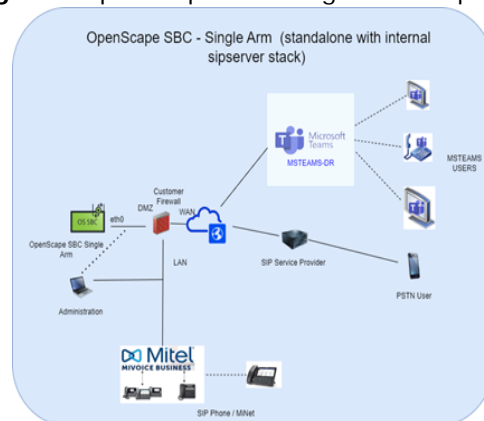 OpenScape SBC - Single Arm (standalone with internal
sipserver stack)
Microsoft
Teams
MSTEAMS-DR
MSTEAMS
USERS
Customer
Firewall
DMZ
WAN
OS SBC
eth0
OpenScape SBC Single
Arm
LAN
SIP Service Provider
PSTN User
Administration
Mitel
MIVOICE BUSINESS
SIP Phone / MiNet